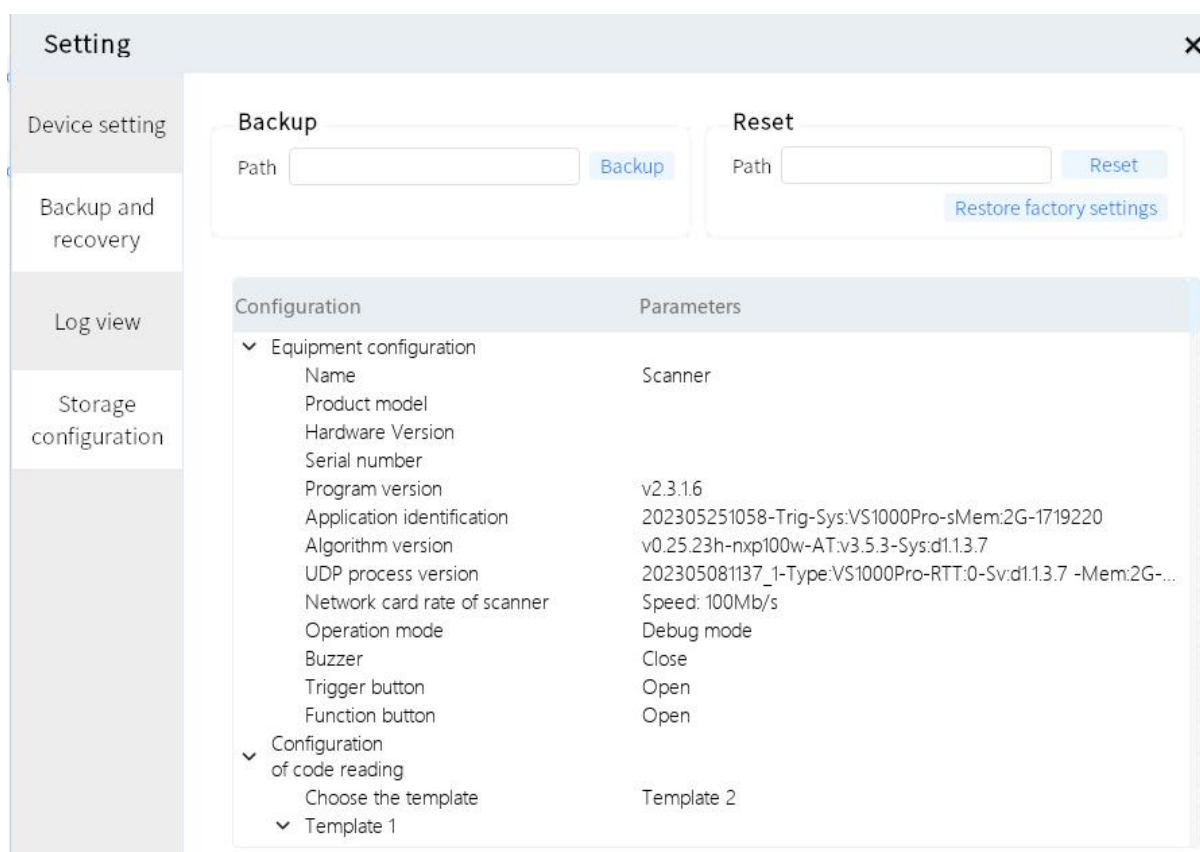 Setting
Device setting
Backup and
recovery
Log view
Storage
configuration
Backup
Path
Backup
Reset
Path
Reset
Restore factory settings
Configuration Parameters
Equipment configuration
Name Scanner
Product model
Hardware Version
Serial number
Program version v2.3.1.6
Application identification 202305251058-Trig-Sys:VS1000Pro-sMem:2G-1719220
Algorithm version v0.25.23h-nxp100w-AT:v3.5.3-Sys:d1.1.3.7
UDP process version 202305081137_1-Type:VS1000Pro-RTT:0-Sv:d1.1.3.7 -Mem:2G-...
Network card rate of scanner Speed: 100Mb/s
Operation mode Debug mode
Buzzer Close
Trigger button Open
Function button Open
Configuration
of code reading
Choose the template Template 2
Template 1